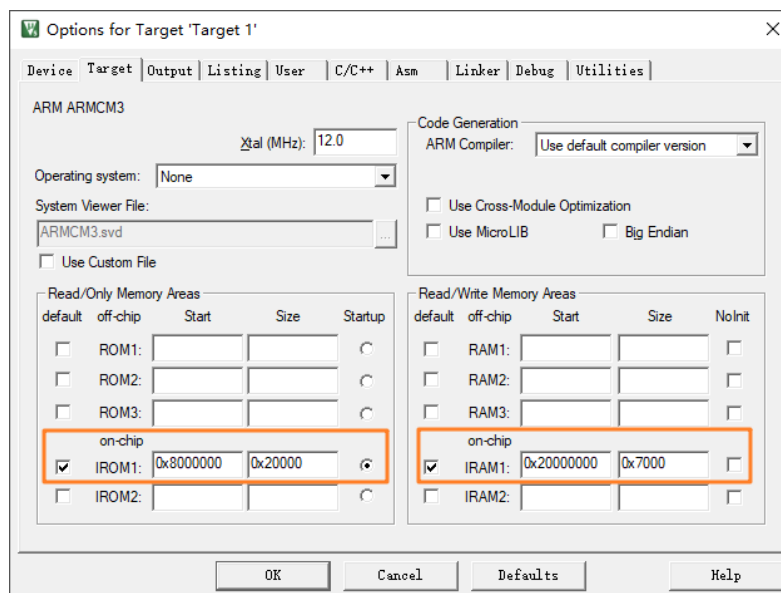 Options for Target 'Target 1'
Device Target Output Listing User C/C++ Asm Linker Debug Utilities
ARM ARMCM3
Xtal (MHz): 12.0
Operating system: None
System Viewer File:
ARMCM3.svd ...
Use Custom File
Code Generation
ARM Compiler: Use default compiler version
Use Cross-Module Optimization
Use MicroLIB Big Endian
Read/Only Memory Areas
default off-chip Start Size Startup
ROM1:
ROM2:
ROM3:
on-chip
IROM1: 0x8000000 0x20000
IROM2:
Read/Write Memory Areas
default off-chip Start Size NoInit
RAM1:
RAM2:
RAM3:
on-chip
IRAM1: 0x20000000 0x7000
IRAM2:
OK Cancel Defaults Help